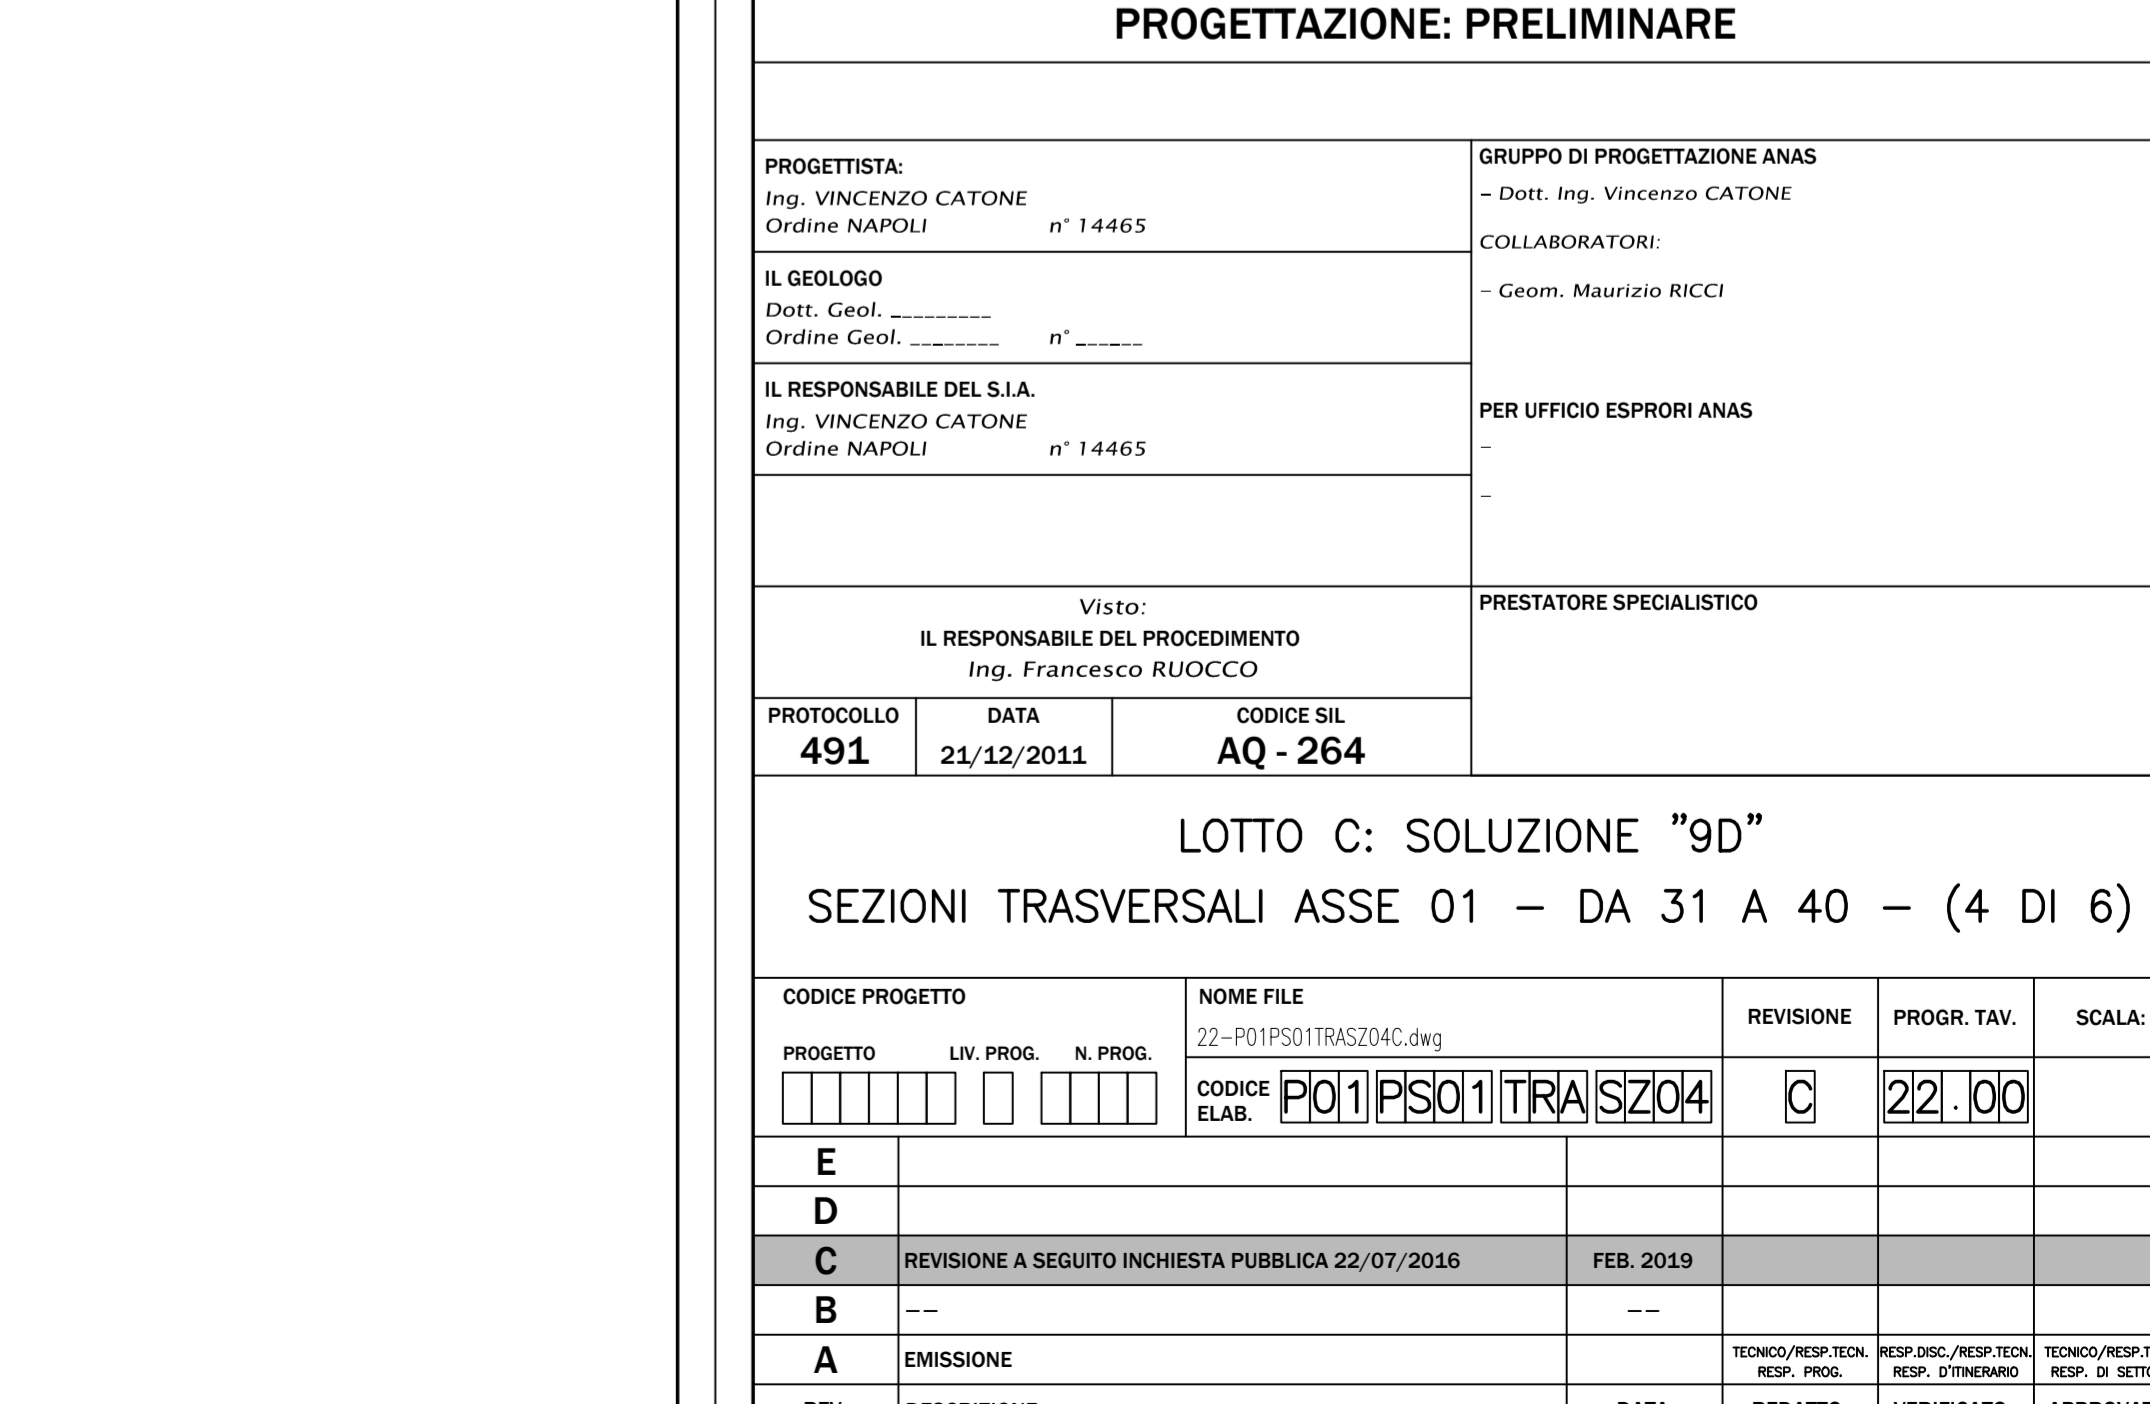 PROGETTAZIONE: PRELIMINARE
PROGETTISTA:
Ing. VINCENZO CATONE
Ordine NAPOLI n° 14465
IL GEOLOGO
Dott. Geol. _________
Ordine Geol. ________ n° ______
IL RESPONSABILE DEL S.I.A.
Ing. VINCENZO CATONE
Ordine NAPOLI n° 14465
GRUPPO DI PROGETTAZIONE ANAS
– Dott. Ing. Vincenzo CATONE
COLLABORATORI:
– Geom. Maurizio RICCI
PER UFFICIO ESPRORI ANAS
–
–
Visto:
IL RESPONSABILE DEL PROCEDIMENTO
Ing. Francesco RUOCCO
PRESTATORE SPECIALISTICO
PROTOCOLLO DATA CODICE SIL
491 21/12/2011 AQ - 264
LOTTO C: SOLUZIONE "9D"
SEZIONI TRASVERSALI ASSE 01 – DA 31 A 40 – (4 DI 6)
CODICE PROGETTO
PROGETTO LIV. PROG. N. PROG.
NOME FILE
22-P01PS01TRASZ04C.dwg
CODICE
ELAB.
P01 PS01 TRA SZ04
REVISIONE
C
PROGR. TAV.
22.00
SCALA:
E
D
C REVISIONE A SEGUITO INCHIESTA PUBBLICA 22/07/2016 FEB. 2019
B –– ––
A EMISSIONE
TECNICO/RESP.TECN.
RESP. PROG.
RESP.DISC./RESP.TECN.
RESP. D'ITINERARIO
TECNICO/RESP.T
RESP. DI SETTO